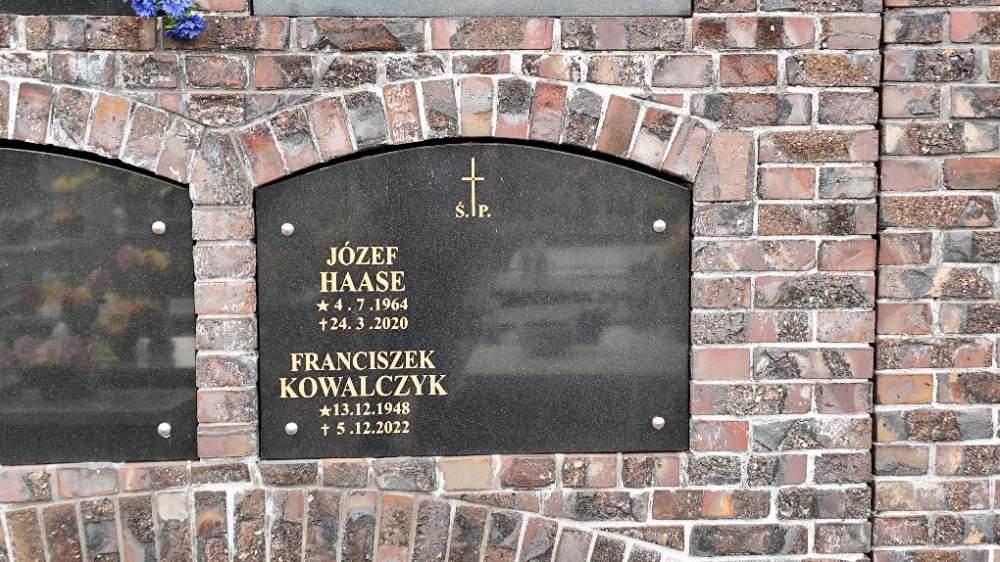 Ś. P.
JÓZEF
HAASE
★ 4 . 7 . 1964
† 24. 3 .2020
FRANCISZEK
KOWALCZYK
★ 13.12.1948
† 5 .12.2022